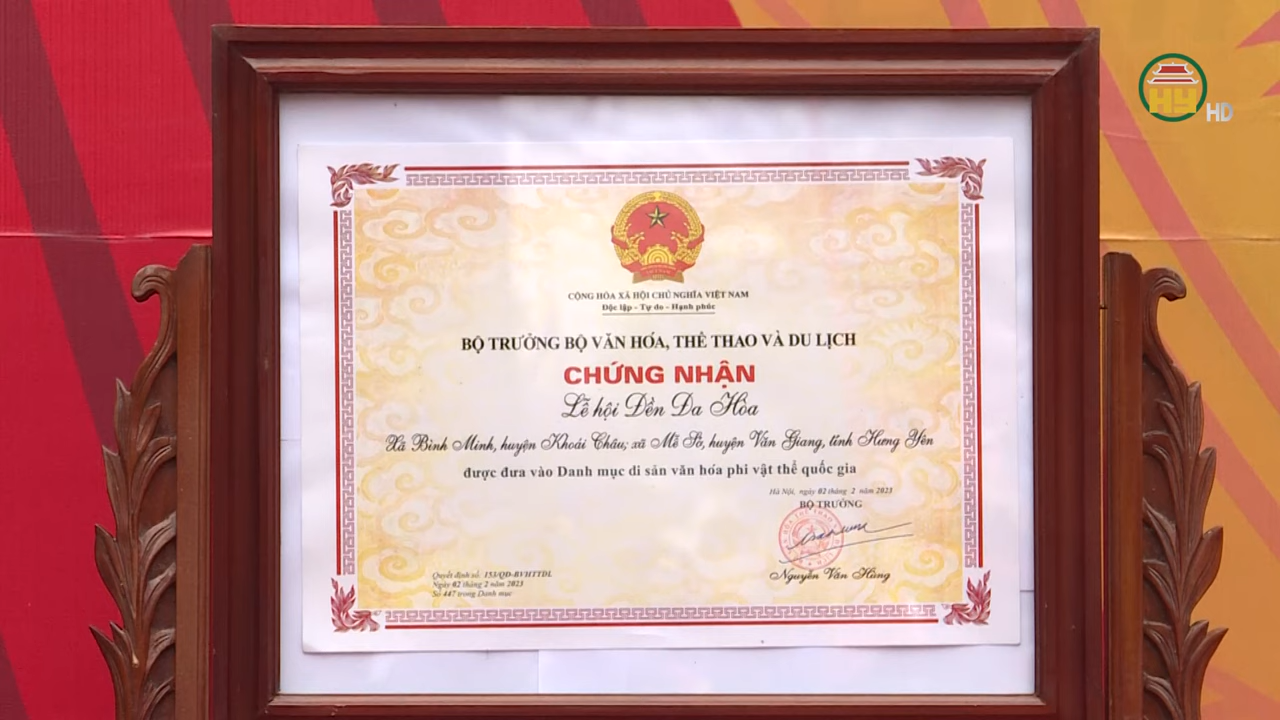 HY HD
CỘNG HÒA XÃ HỘI CHỦ NGHĨA VIỆT NAM
Độc lập - Tự do - Hạnh phúc
BỘ TRƯỞNG BỘ VĂN HÓA, THỂ THAO VÀ DU LỊCH
CHỨNG NHẬN
Lễ hội Đền Đa Hòa
Xã Bình Minh, huyện Khoái Châu; xã Mễ Sở, huyện Văn Giang, tỉnh Hưng Yên
được đưa vào Danh mục di sản văn hóa phi vật thể quốc gia
Hà Nội, ngày 02 tháng 2 năm 2023
BỘ TRƯỞNG
Nguyễn Văn Hùng
Quyết định số: 153/QĐ-BVHTTDL
Ngày 02 tháng 2 năm 2023
Số 447 trong Danh mục